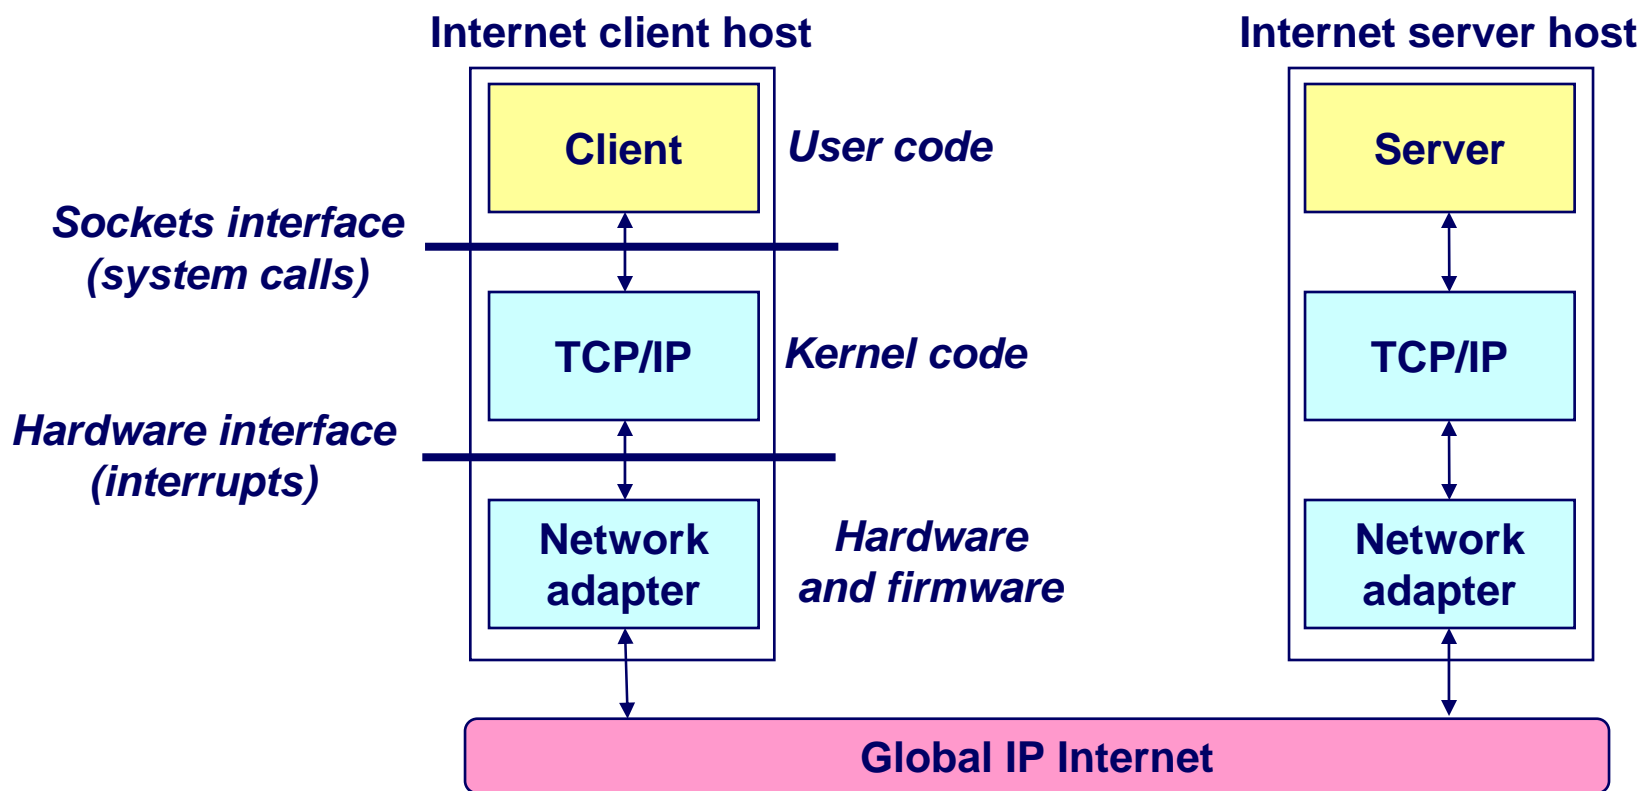 Internet client host
Internet server host
Client
User code
Server
Sockets interface
(system calls)
TCP/IP
Kernel code
TCP/IP
Hardware interface
(interrupts)
Network
adapter
Hardware
and firmware
Network
adapter
Global IP Internet